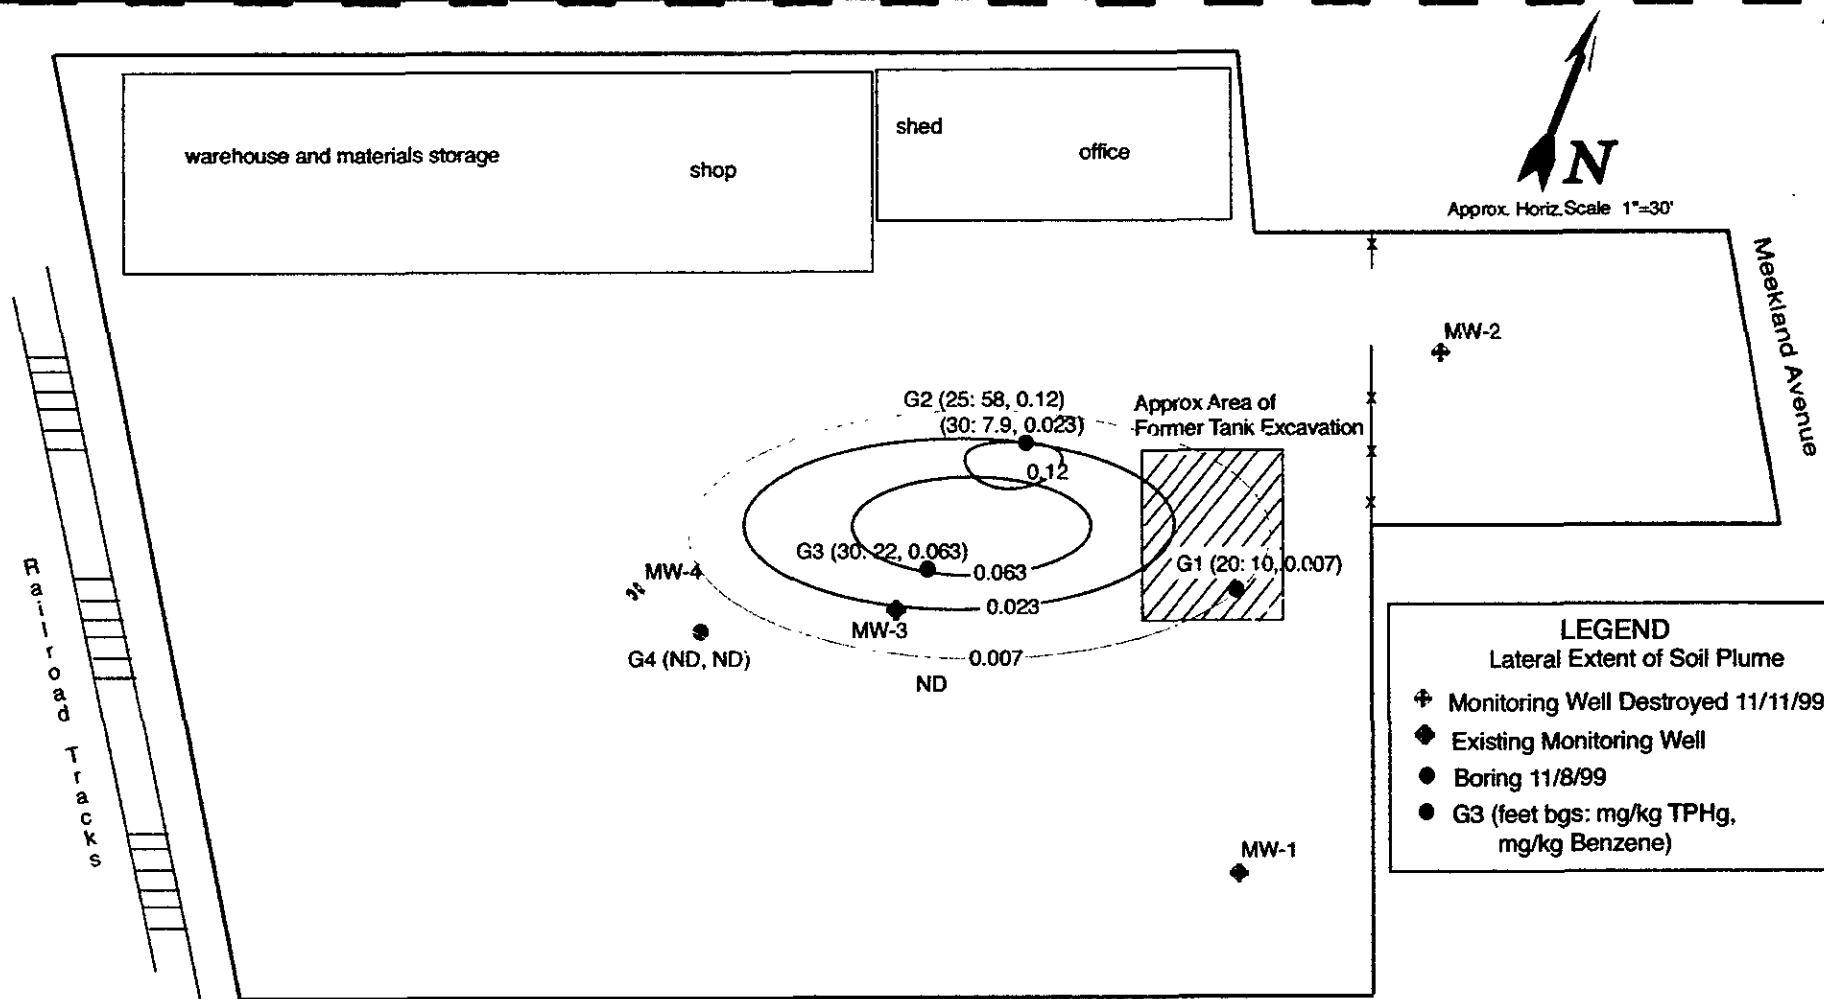 warehouse and materials storage
shop
shed
office
N
Approx. Horiz. Scale 1"=30'
Meekland Avenue
MW-2
G2 (25: 58, 0.12)
(30: 7.9, 0.023)
Approx Area of
Former Tank Excavation
0.12
G3 (30: 22, 0.063)
0.063
G1 (20: 10, 0.007)
MW-4
0.023
MW-3
G4 (ND, ND)
0.007
ND
Railroad Tracks
MW-1
LEGEND
Lateral Extent of Soil Plume
Monitoring Well Destroyed 11/11/99
Existing Monitoring Well
Boring 11/8/99
G3 (feet bgs: mg/kg TPHg,
mg/kg Benzene)